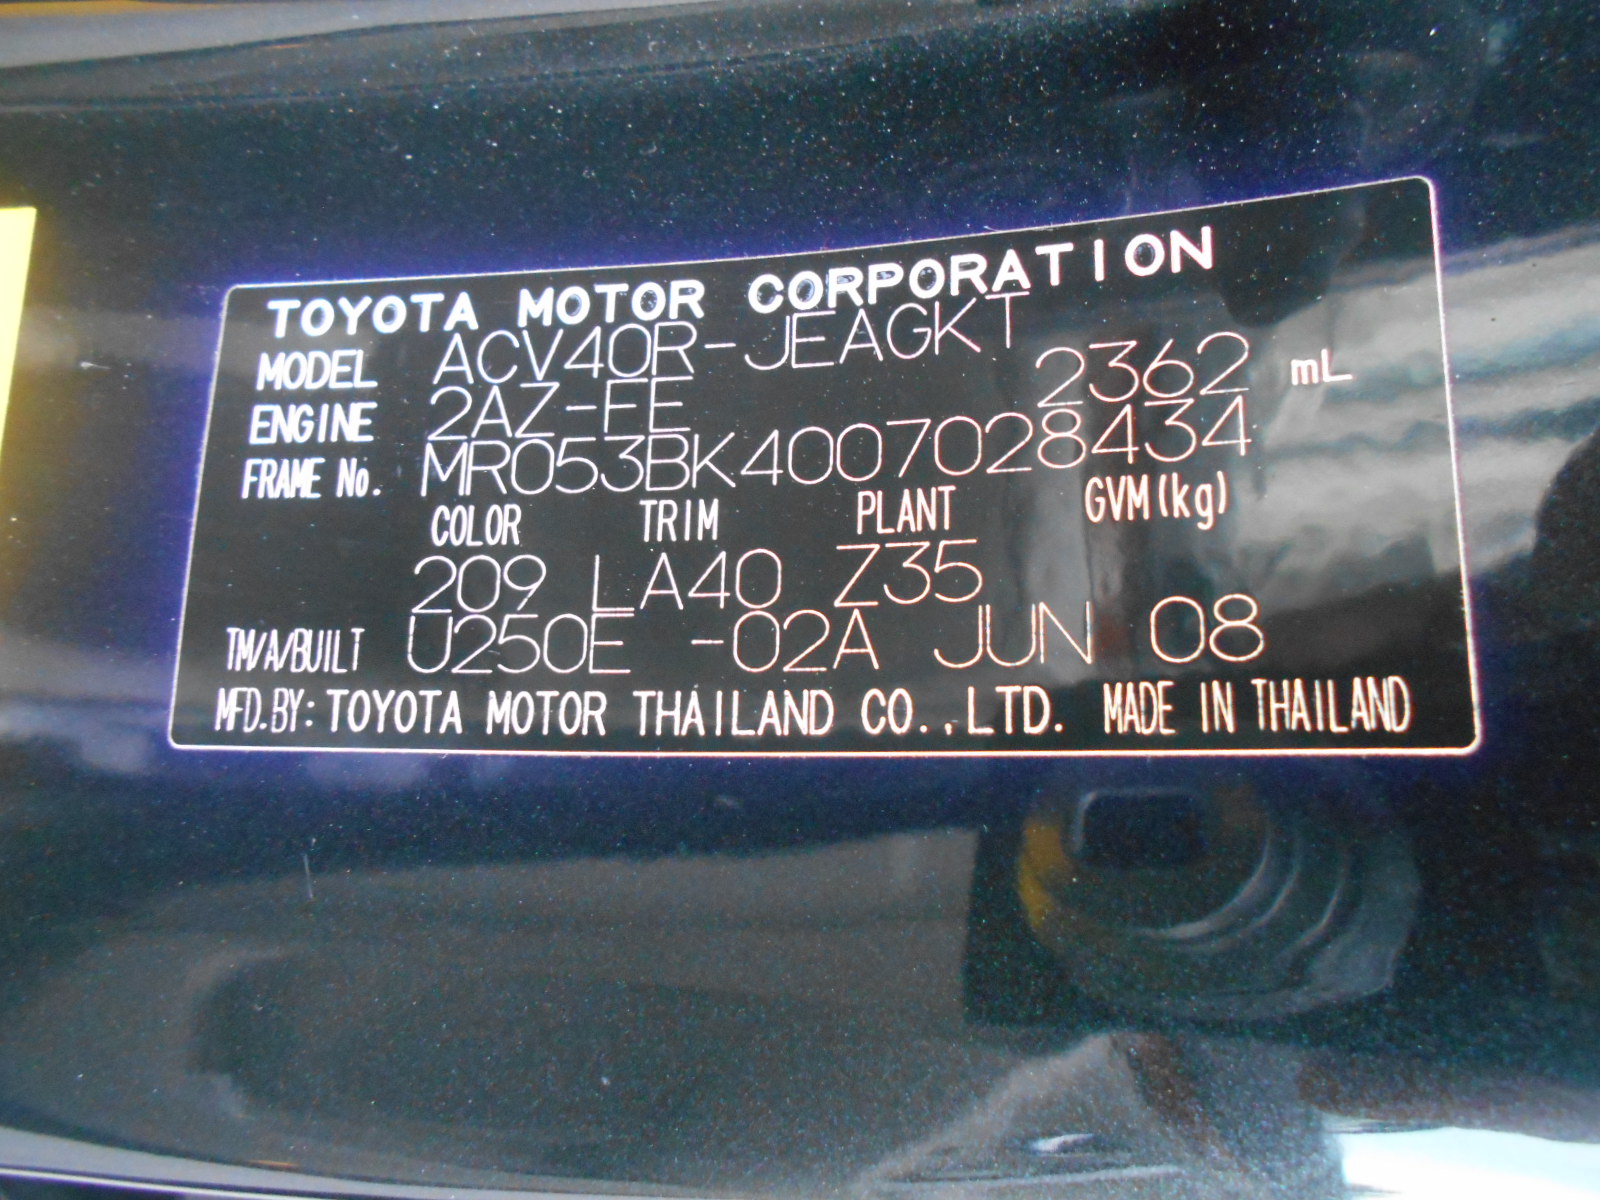 TOYOTA MOTOR CORPORATION
MODEL ACV40R-JEAGKT
ENGINE 2AZ-FE 2362 mL
FRAME No. MR053BK4007028434
COLOR TRIM PLANT GVM(kg)
209 LA40 Z35
TM/A/BUILT U250E -02A JUN 08
MFD.BY: TOYOTA MOTOR THAILAND CO.,LTD. MADE IN THAILAND